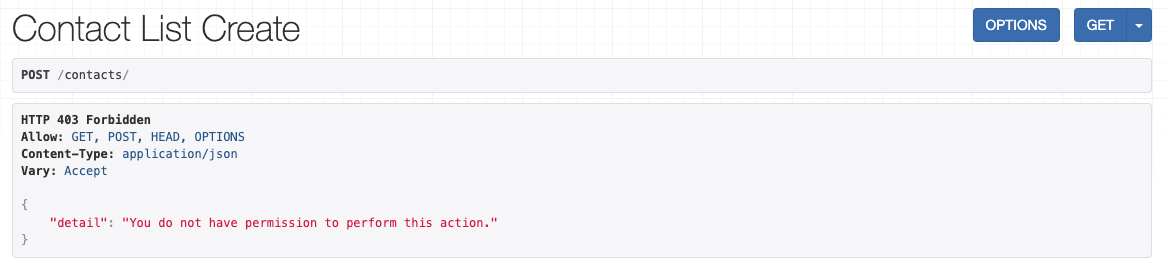 Contact List Create
OPTIONS
GET
POST /contacts/
HTTP 403 Forbidden
Allow: GET, POST, HEAD, OPTIONS
Content-Type: application/json
Vary: Accept
{
    "detail": "You do not have permission to perform this action."
}